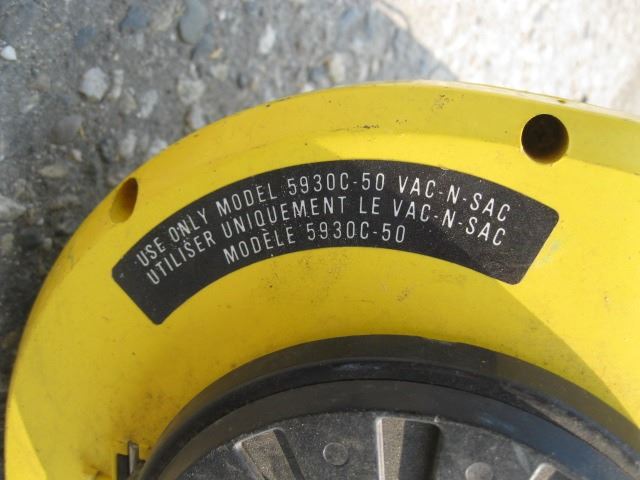 USE ONLY MODEL 5930C-50 VAC-N-SAC
UTILISER UNIQUEMENT LE VAC-N-SAC
MODÈLE 5930C-50